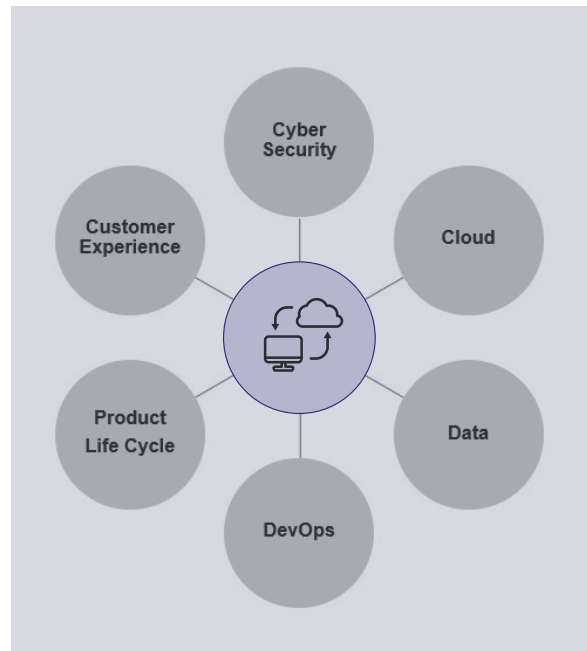 Cyber
Security
Customer
Experience
Cloud
Product
Life Cycle
Data
DevOps